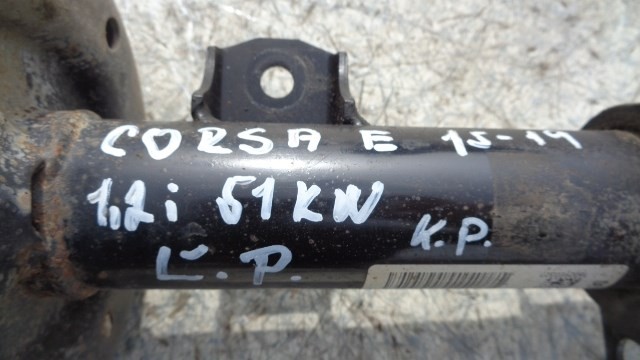 CORSA E 15-19
1,2i 51KW
Ľ.P. K.P.